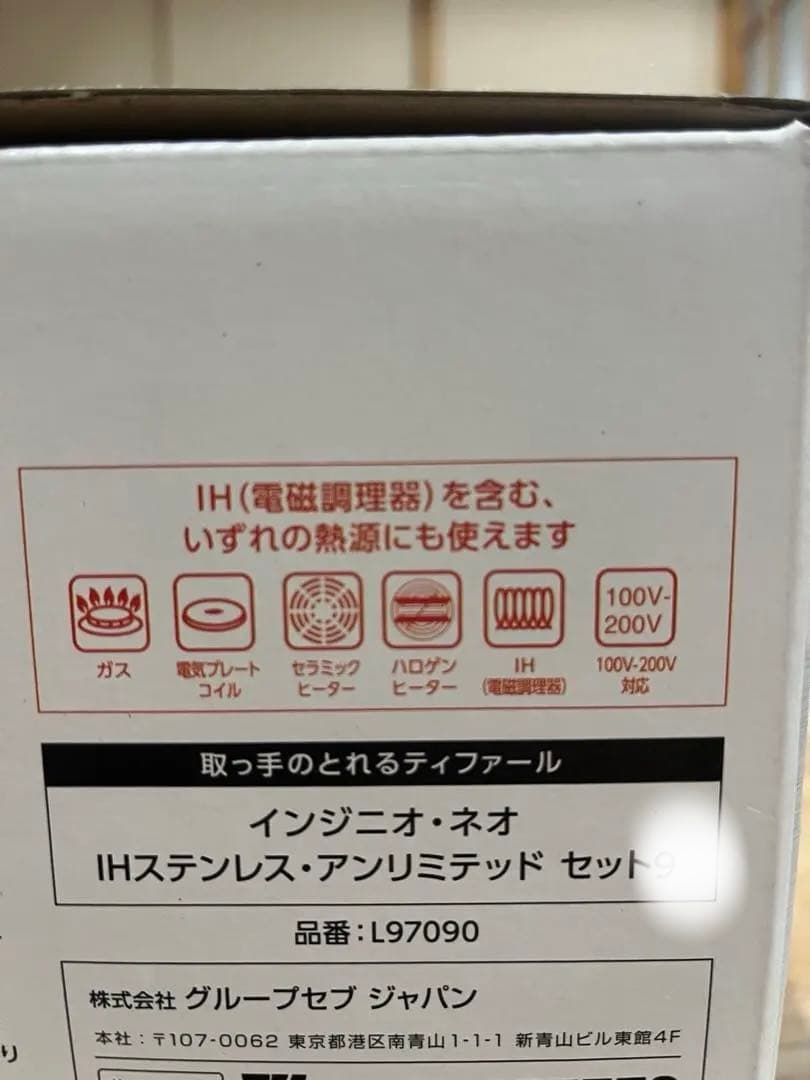 IH(電磁調理器)を含む、
いずれの熱源にも使えます
100V-
200V
ガス
電気プレート
コイル
セラミック
ヒーター
ハロゲン
ヒーター
IH
(電磁調理器)
100V-200V
対応
取っ手のとれるティファール
インジニオ・ネオ
IHステンレス・アンリミテッド セット9
品番:L97090
株式会社 グループセブ ジャパン
本社:〒107-0062 東京都港区南青山1-1-1 新青山ビル東館4F
り